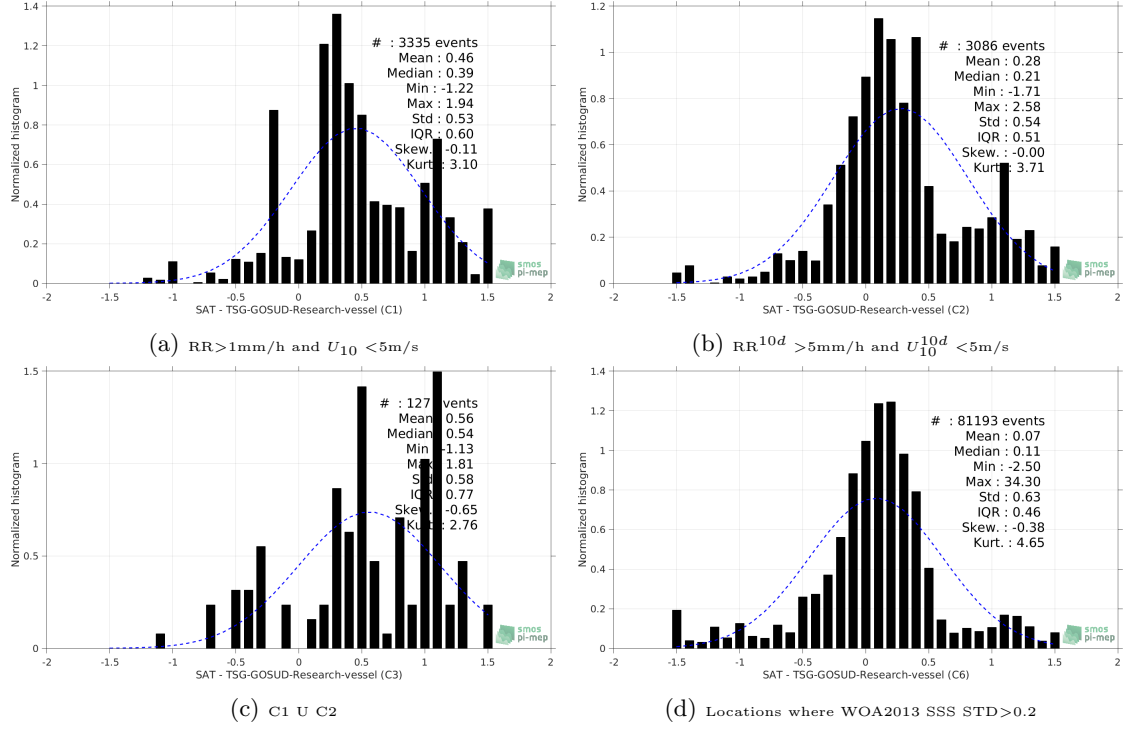 1.4
1.2
1
0.8
0.6
0.4
0.2
0
Normalized histogram
# : 3335 events
Mean : 0.46
Median : 0.39
Min : -1.22
Max : 1.94
Std : 0.53
IQR : 0.60
Skew. : -0.11
Kurt. : 3.10
smos
pi-mep
-2 -1.5 -1 -0.5 0 0.5 1 1.5 2
SAT - TSG-GOSUD-Research-vessel (C1)
(a) RR>1mm/h and U10 <5m/s
1.4
1.2
1
0.8
0.6
0.4
0.2
0
Normalized histogram
# : 3086 events
Mean : 0.28
Median : 0.21
Min : -1.71
Max : 2.58
Std : 0.54
IQR : 0.51
Skew. : -0.00
Kurt. : 3.71
smos
pi-mep
-2 -1.5 -1 -0.5 0 0.5 1 1.5 2
SAT - TSG-GOSUD-Research-vessel (C2)
(b) RR10d >5mm/h and U10d10 <5m/s
1.5
1
0.5
0
Normalized histogram
# : 127 events
Mean : 0.56
Median : 0.54
Min : -1.13
Max : 1.81
Std : 0.58
IQR : 0.77
Skew. : -0.65
Kurt. : 2.76
smos
pi-mep
-2 -1.5 -1 -0.5 0 0.5 1 1.5 2
SAT - TSG-GOSUD-Research-vessel (C3)
(c) C1 U C2
1.4
1.2
1
0.8
0.6
0.4
0.2
0
Normalized histogram
# : 81193 events
Mean : 0.07
Median : 0.11
Min : -2.50
Max : 34.30
Std : 0.63
IQR : 0.46
Skew. : -0.38
Kurt. : 4.65
smos
pi-mep
-2 -1.5 -1 -0.5 0 0.5 1 1.5 2
SAT - TSG-GOSUD-Research-vessel (C6)
(d) Locations where WOA2013 SSS STD>0.2